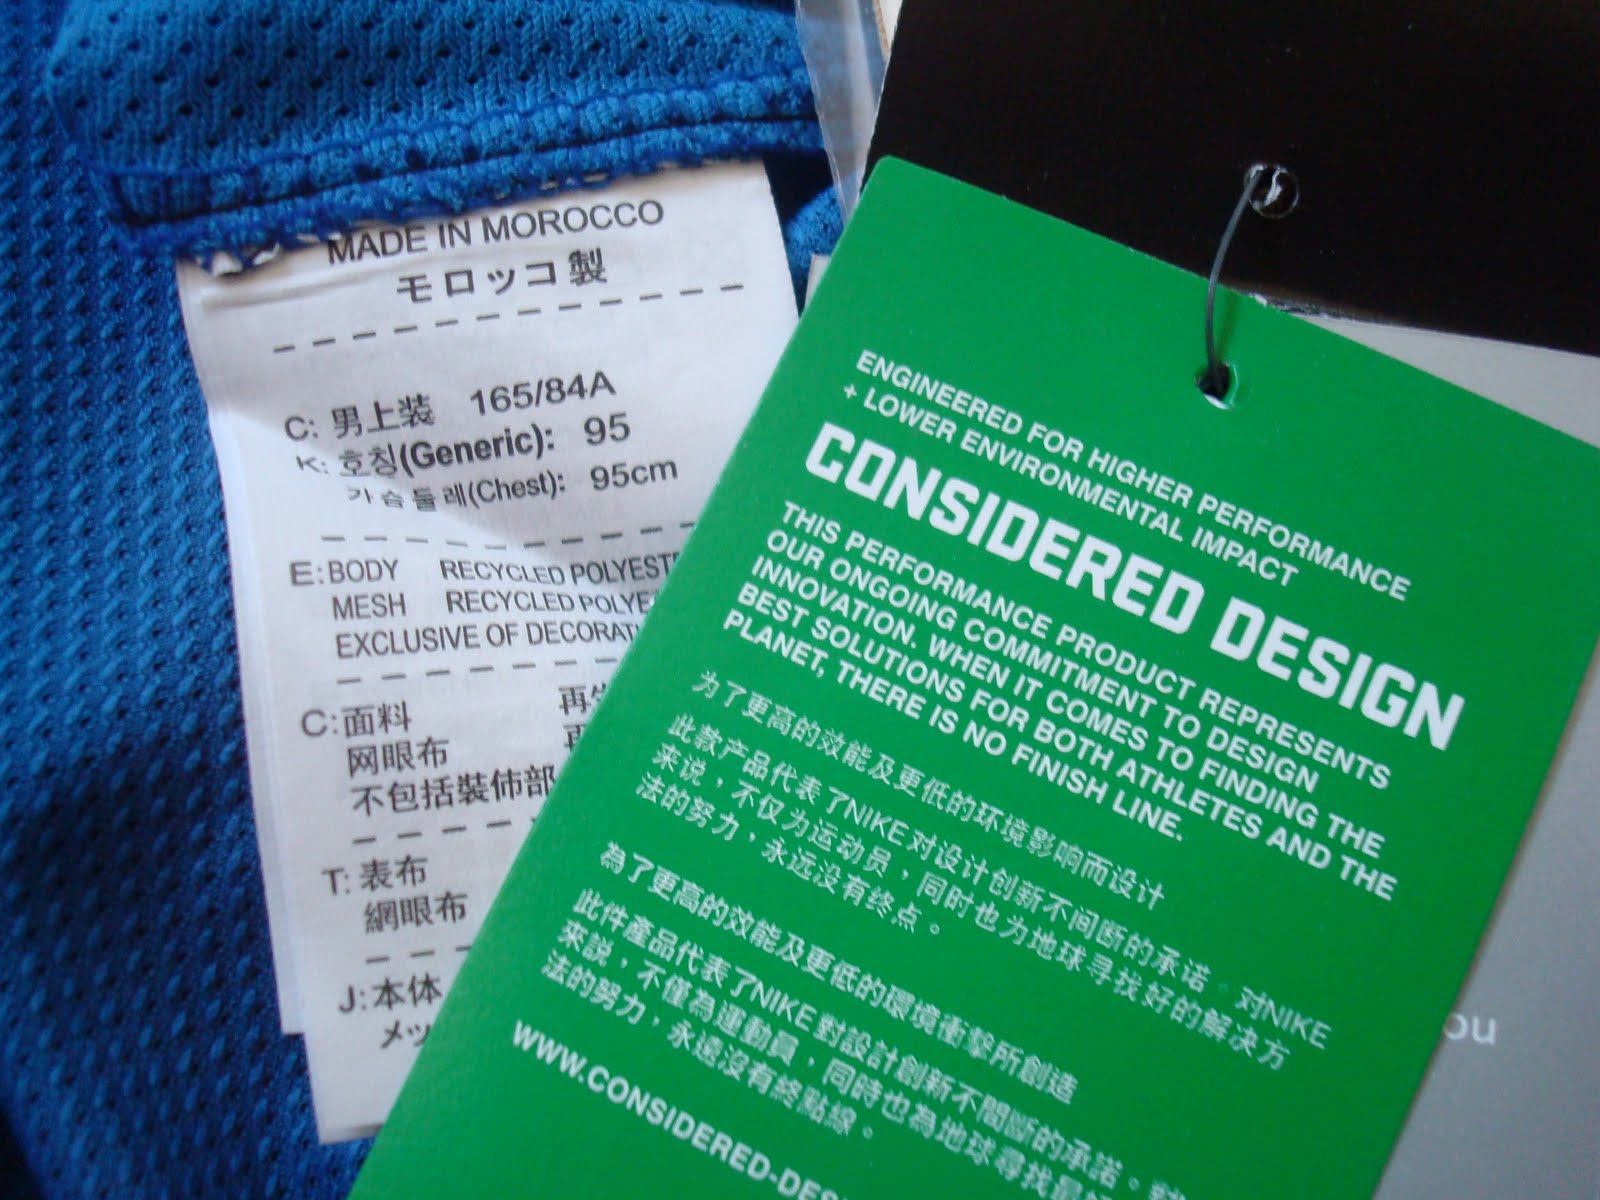 MADE IN MOROCCO
モロッコ製
C: 男上装 165/84A
K: 호칭(Generic): 95
가슴둘레(Chest): 95cm
E: BODY RECYCLED POLYEST
MESH RECYCLED POLYE
EXCLUSIVE OF DECORAT
C: 面料 再
网眼布
不包括裝佈部
T: 表布
網眼布
J: 本体
メッ
ENGINEERED FOR HIGHER PERFORMANCE
+ LOWER ENVIRONMENTAL IMPACT
CONSIDERED DESIGN
THIS PERFORMANCE PRODUCT REPRESENTS
OUR ONGOING COMMITMENT TO DESIGN
INNOVATION. WHEN IT COMES TO FINDING THE
BEST SOLUTIONS FOR BOTH ATHLETES AND THE
PLANET, THERE IS NO FINISH LINE.
为了更高的效能及更低的环境影响而设计
此款产品代表了NIKE对设计创新不间断的承诺。对NIKE
来说，不仅为运动员，同时也为地球寻找好的解决方
法的努力，永远没有终点。
為了更高的效能及更低的環境衝擊所創造
此件產品代表了NIKE對設計創新不間斷的承諾。
來說，不僅為運動員，同時也為地球尋找最
法的努力，永遠沒有終點線。
WWW.CONSIDERED-DES
ou